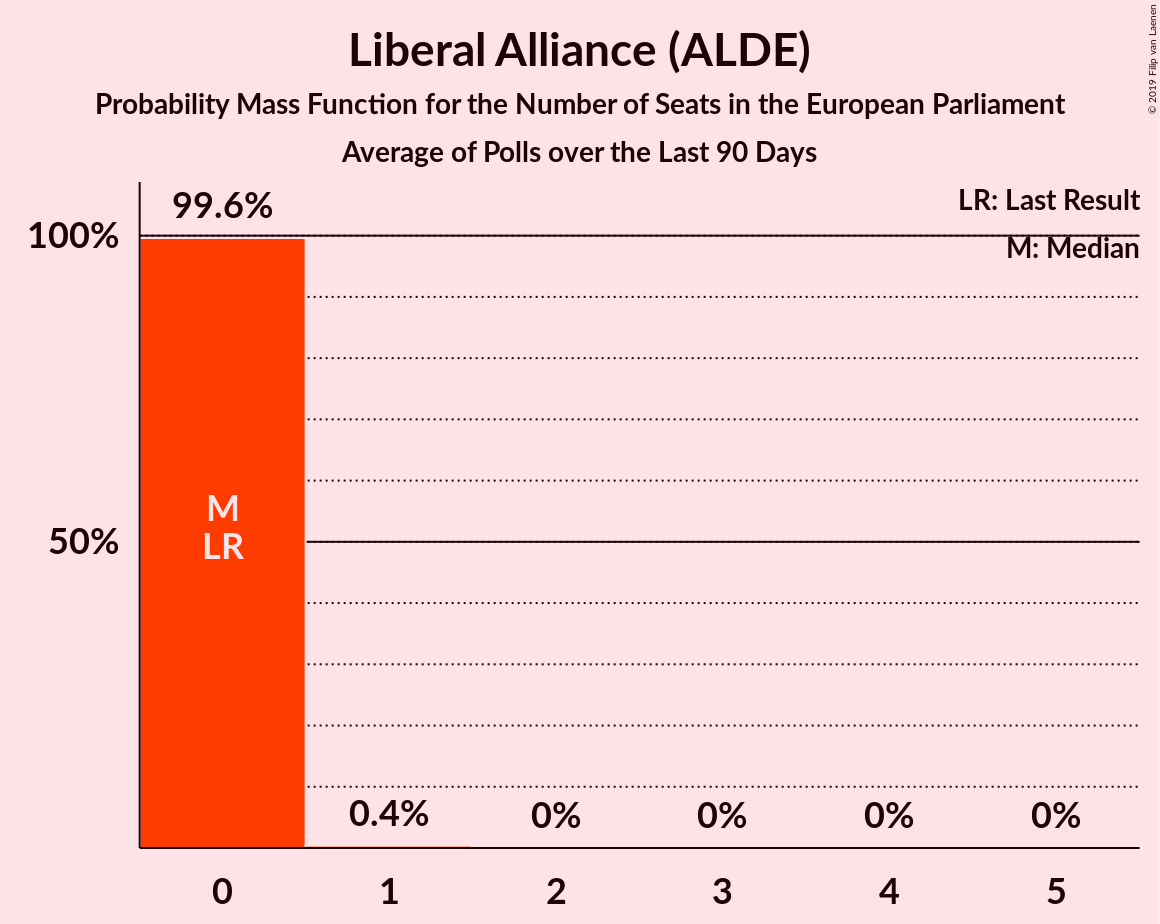 Liberal Alliance (ALDE)
Probability Mass Function for the Number of Seats in the European Parliament
Average of Polls over the Last 90 Days
© 2019 Filip van Laenen
99.6%
LR: Last Result
100%
M: Median
M
LR
50%
0.4%
0%
0%
0%
0%
0
1
2
3
4
5